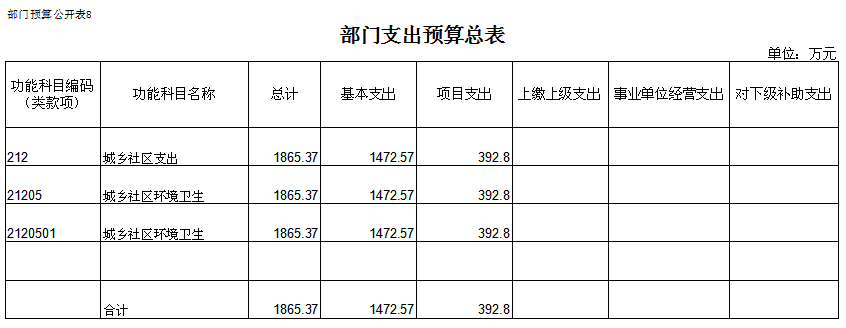 部门预算公开表8
部门支出预算总表
单位：万元
功能科目编码（类款项） 功能科目名称 总计 基本支出 项目支出 上缴上级支出 事业单位经营支出 对下级补助支出
212 城乡社区支出 1865.37 1472.57 392.8
21205 城乡社区环境卫生 1865.37 1472.57 392.8
2120501 城乡社区环境卫生 1865.37 1472.57 392.8
合计 1865.37 1472.57 392.8